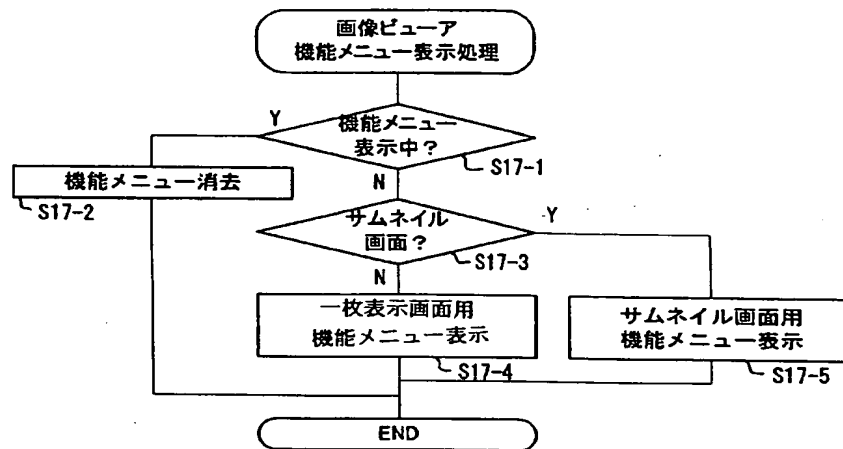 画像ビューア
機能メニュー表示処理
Y
機能メニュー
表示中？
S17-1
N
機能メニュー消去
S17-2
サムネイル
画面？
Y
S17-3
N
一枚表示画面用
機能メニュー表示
S17-4
サムネイル画面用
機能メニュー表示
S17-5
END